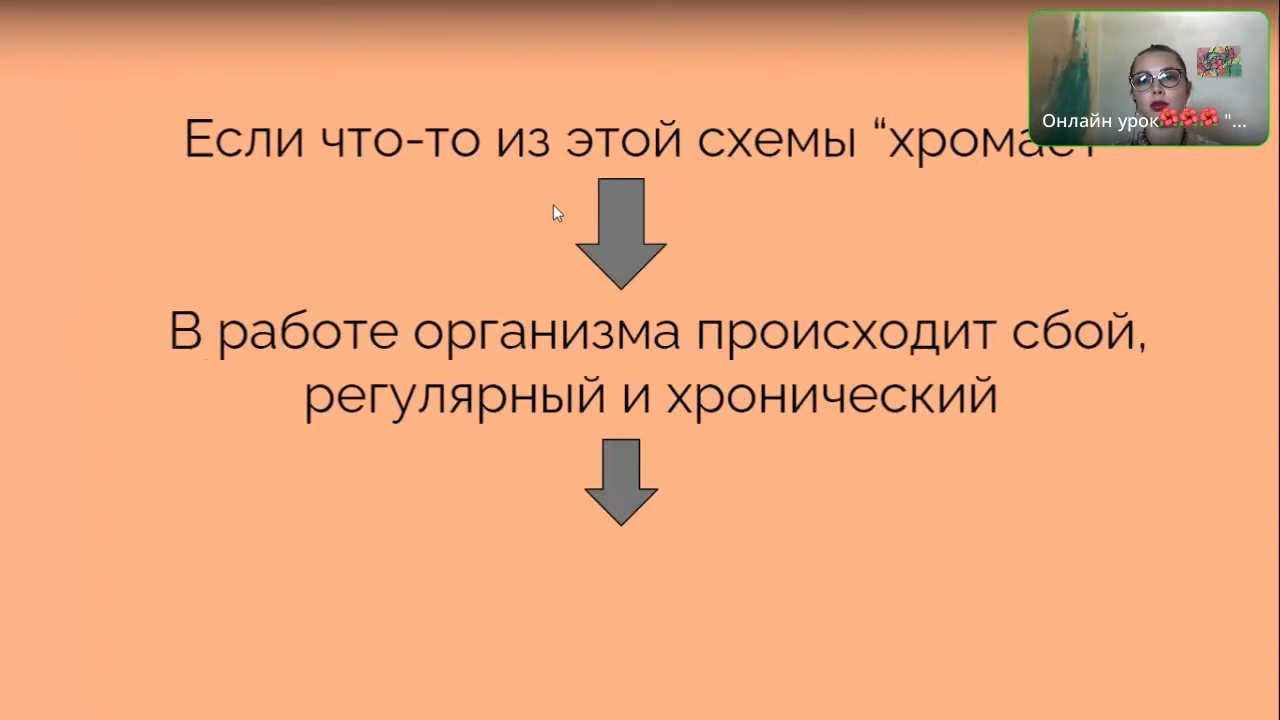 Онлайн урок🌺🌺🌺 "...
Если что-то из этой схемы “хромает
В работе организма происходит сбой,
регулярный и хронический